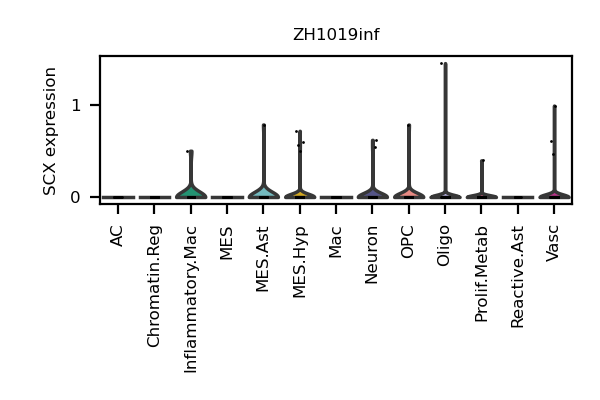 ZH1019inf
SCX expression
1
0
AC
Chromatin.Reg
Inflammatory.Mac
MES
MES.Ast
MES.Hyp
Mac
Neuron
OPC
Oligo
Prolif.Metab
Reactive.Ast
Vasc